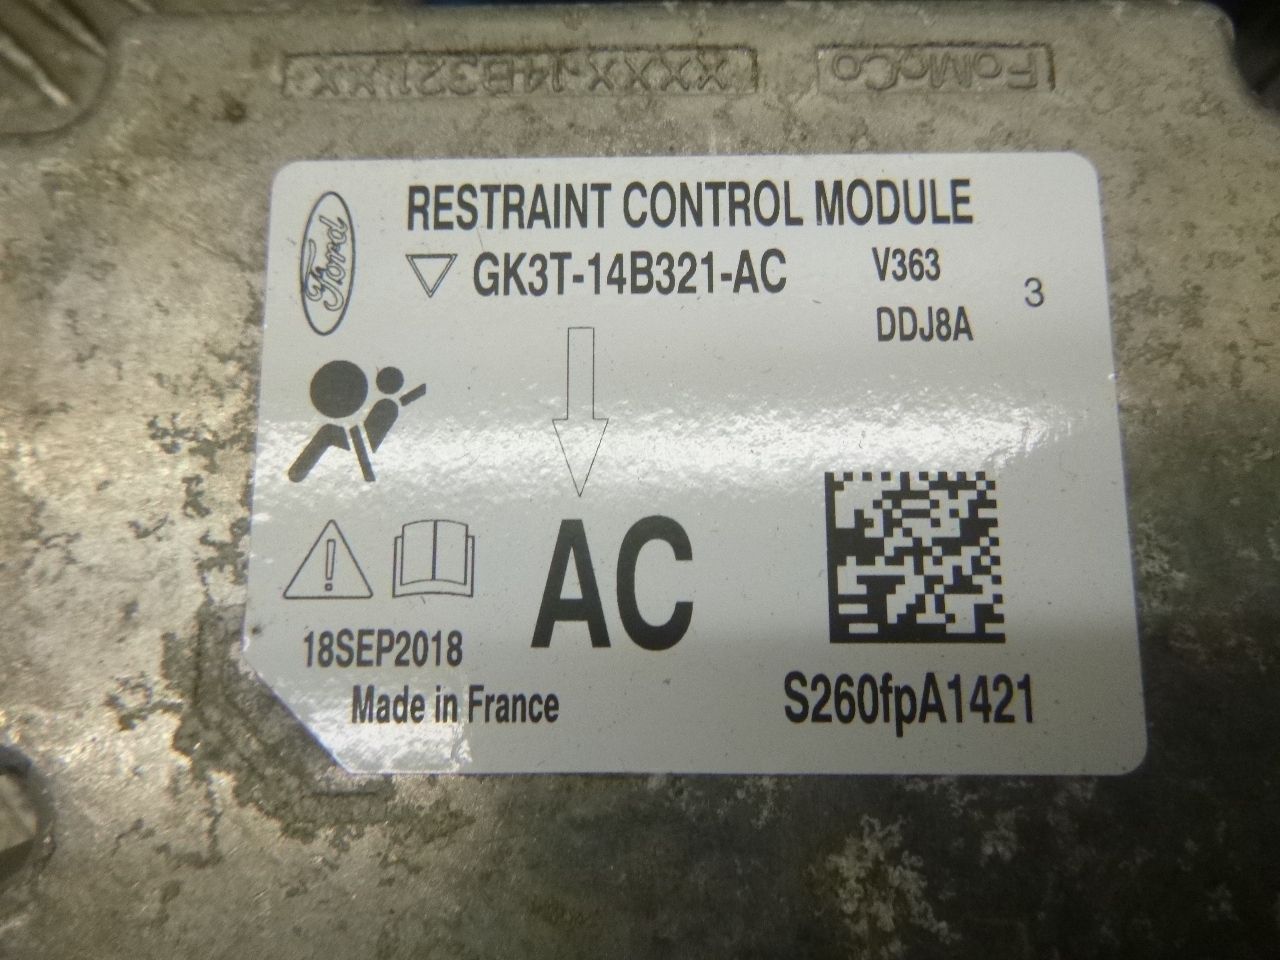 XXXX-14B321-XX
FoMoCo
Ford
RESTRAINT CONTROL MODULE
GK3T-14B321-AC
V363
3
DDJ8A
AC
18SEP2018
Made in France
S260fpA1421